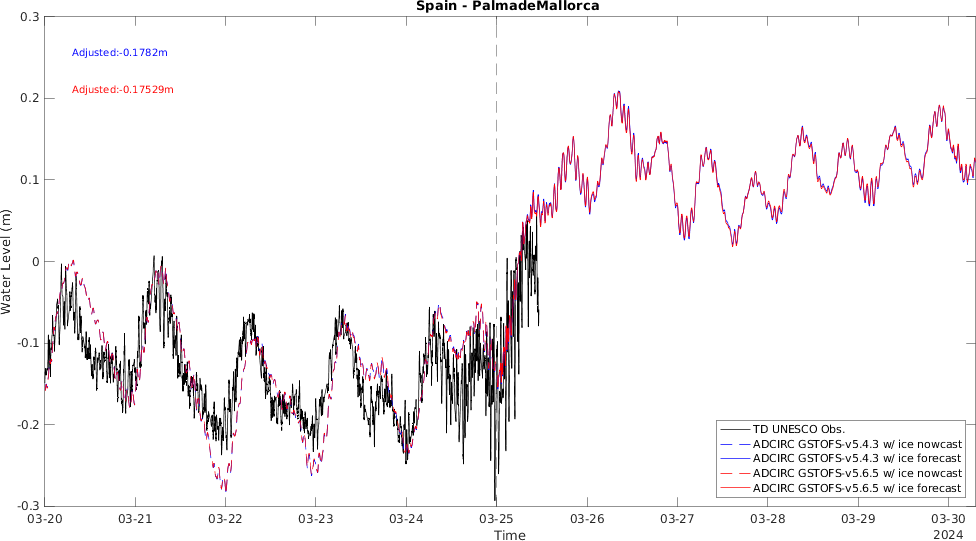 Spain - PalmadeMallorca
Adjusted:-0.1782m
Adjusted:-0.17529m
Water Level (m)
0.3
0.2
0.1
0
-0.1
-0.2
-0.3
TD UNESCO Obs.
ADCIRC GSTOFS-v5.4.3 w/ ice nowcast
ADCIRC GSTOFS-v5.4.3 w/ ice forecast
ADCIRC GSTOFS-v5.6.5 w/ ice nowcast
ADCIRC GSTOFS-v5.6.5 w/ ice forecast
03-20 03-21 03-22 03-23 03-24 03-25 03-26 03-27 03-28 03-29 03-30
Time
2024